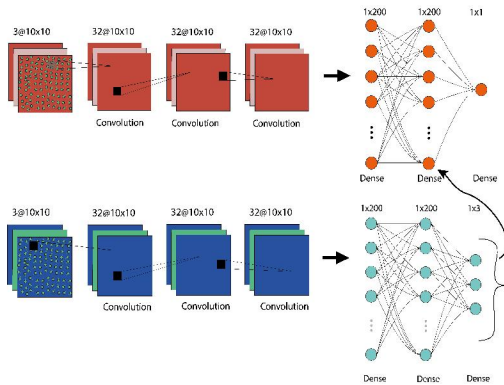 1x200 1x200 1x1
3@10x10 32@10x10 32@10x10 32@10x10
Convolution Convolution Convolution
Dense Dense Dense
3@10x10 32@10x10 32@10x10 32@10x10
1x200 1x200 1x3
Convolution Convolution Convolution
Dense Dense Dense